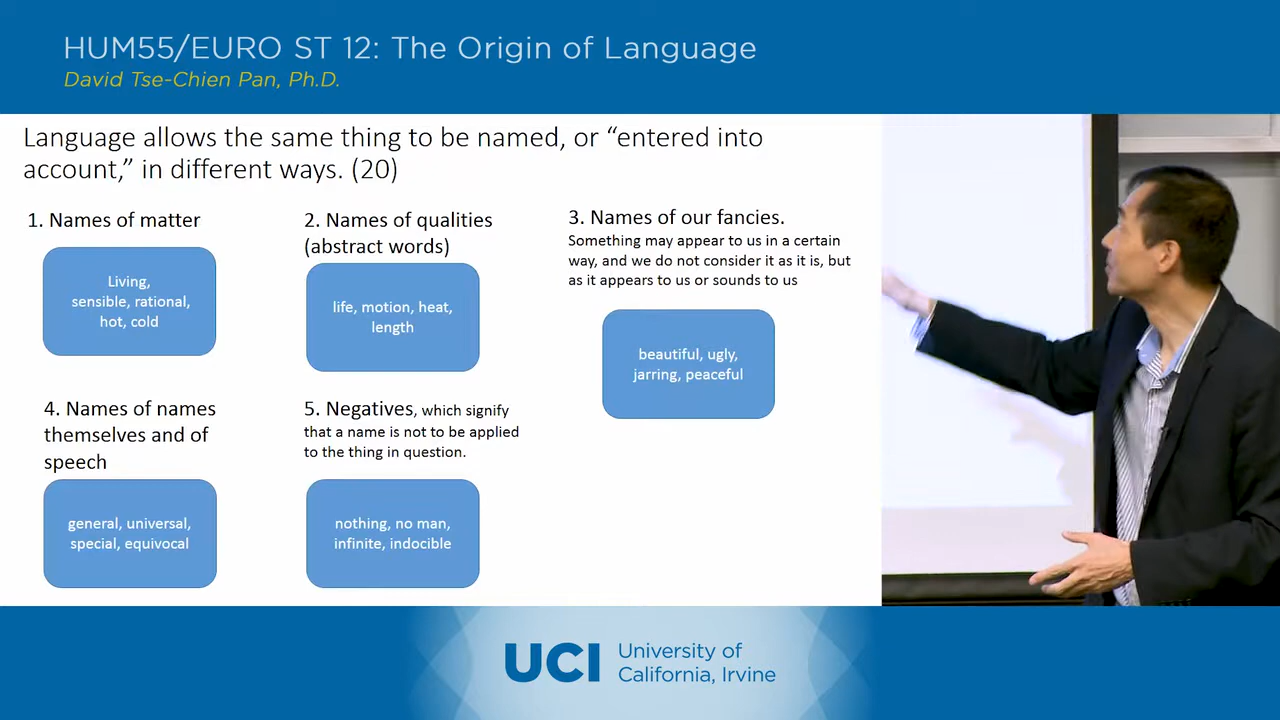 HUM55/EURO ST 12: The Origin of Language
David Tse-Chien Pan, Ph.D.
Language allows the same thing to be named, or “entered into
account,” in different ways. (20)
1. Names of matter
Living,
sensible, rational,
hot, cold
2. Names of qualities
(abstract words)
life, motion, heat,
length
3. Names of our fancies.
Something may appear to us in a certain
way, and we do not consider it as it is, but
as it appears to us or sounds to us
beautiful, ugly,
jarring, peaceful
4. Names of names
themselves and of
speech
general, universal,
special, equivocal
5. Negatives, which signify
that a name is not to be applied
to the thing in question.
nothing, no man,
infinite, indocible
UCI
University of
California, Irvine